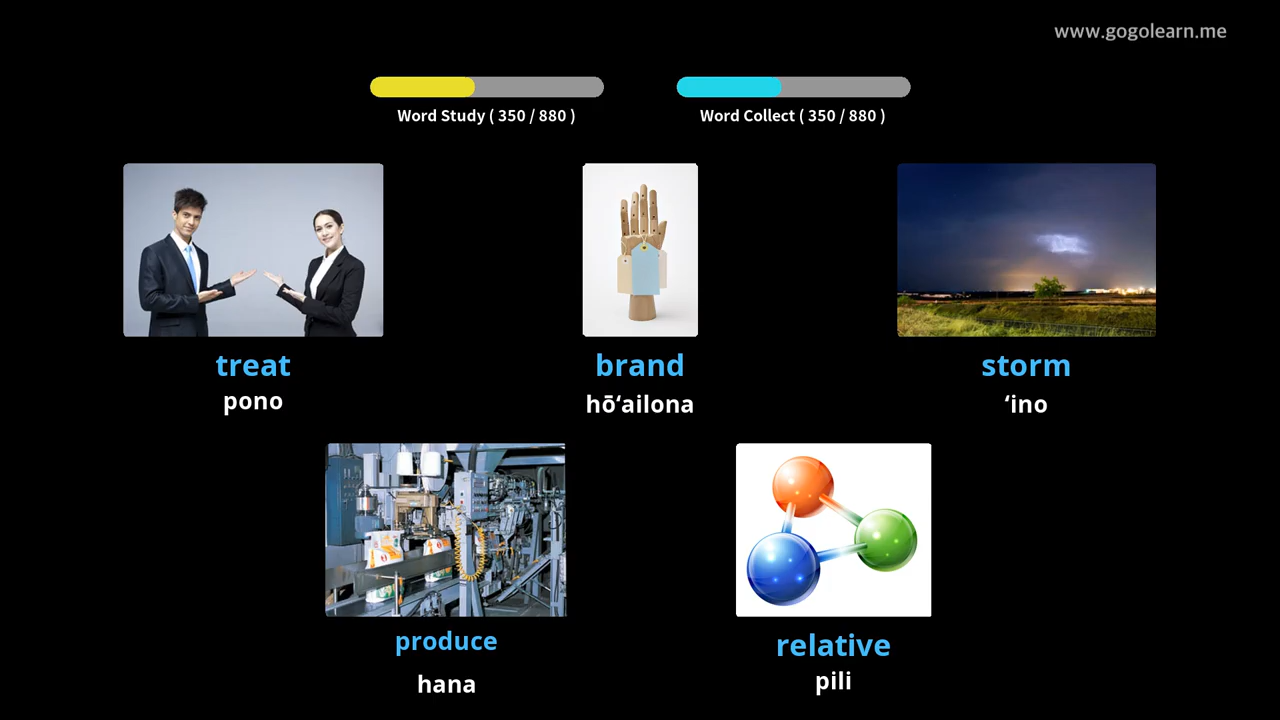 www.gogolearn.me
Word Study ( 350 / 880 )
Word Collect ( 350 / 880 )
treat
pono
brand
hōʻailona
storm
ʻino
produce
hana
relative
pili